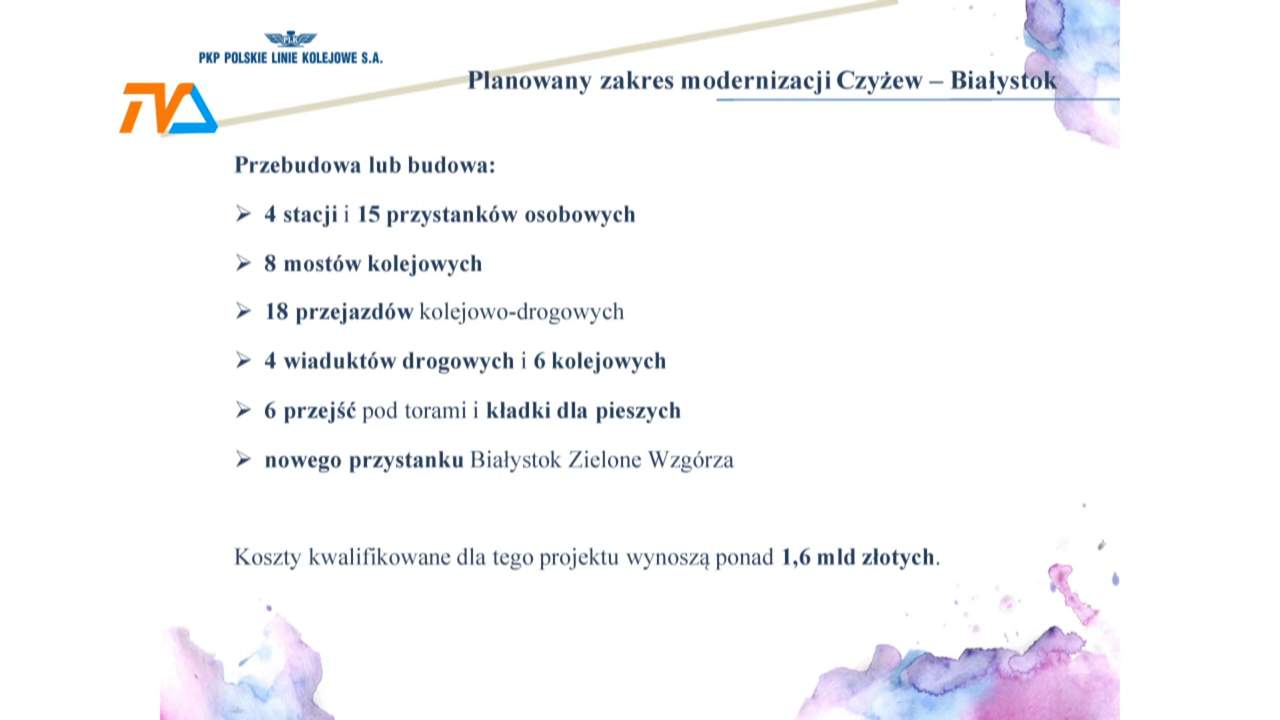 PLK
PKP POLSKIE LINIE KOLEJOWE S.A.
TVA
Planowany zakres modernizacji Czyżew – Białystok
Przebudowa lub budowa:
➢ 4 stacji i 15 przystanków osobowych
➢ 8 mostów kolejowych
➢ 18 przejazdów kolejowo-drogowych
➢ 4 wiaduktów drogowych i 6 kolejowych
➢ 6 przejść pod torami i kładki dla pieszych
➢ nowego przystanku Białystok Zielone Wzgórza
Koszty kwalifikowane dla tego projektu wynoszą ponad 1,6 mld złotych.